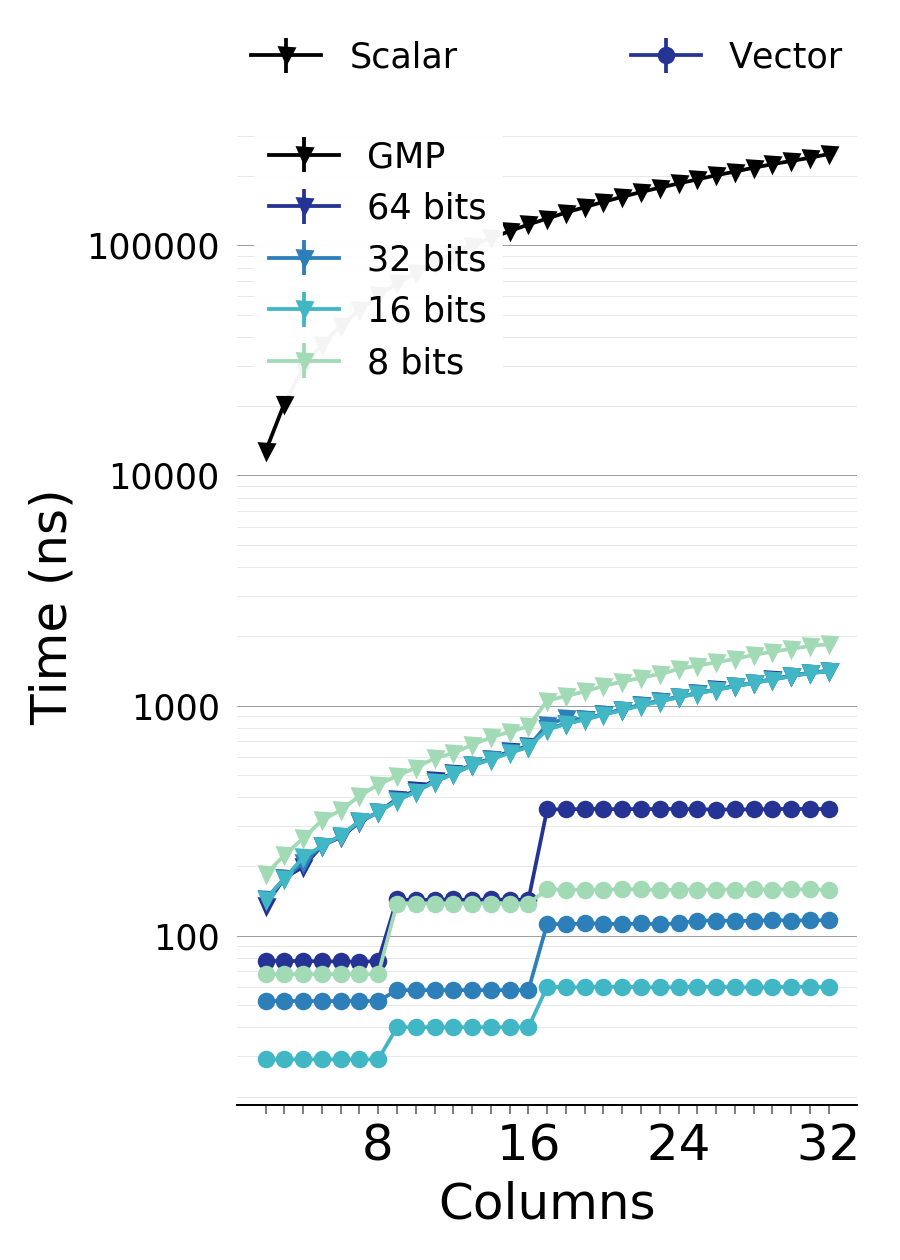 Scalar Vector
GMP
64 bits
32 bits
16 bits
8 bits
100000
10000
1000
100
Time (ns)
8 16 24 32
Columns